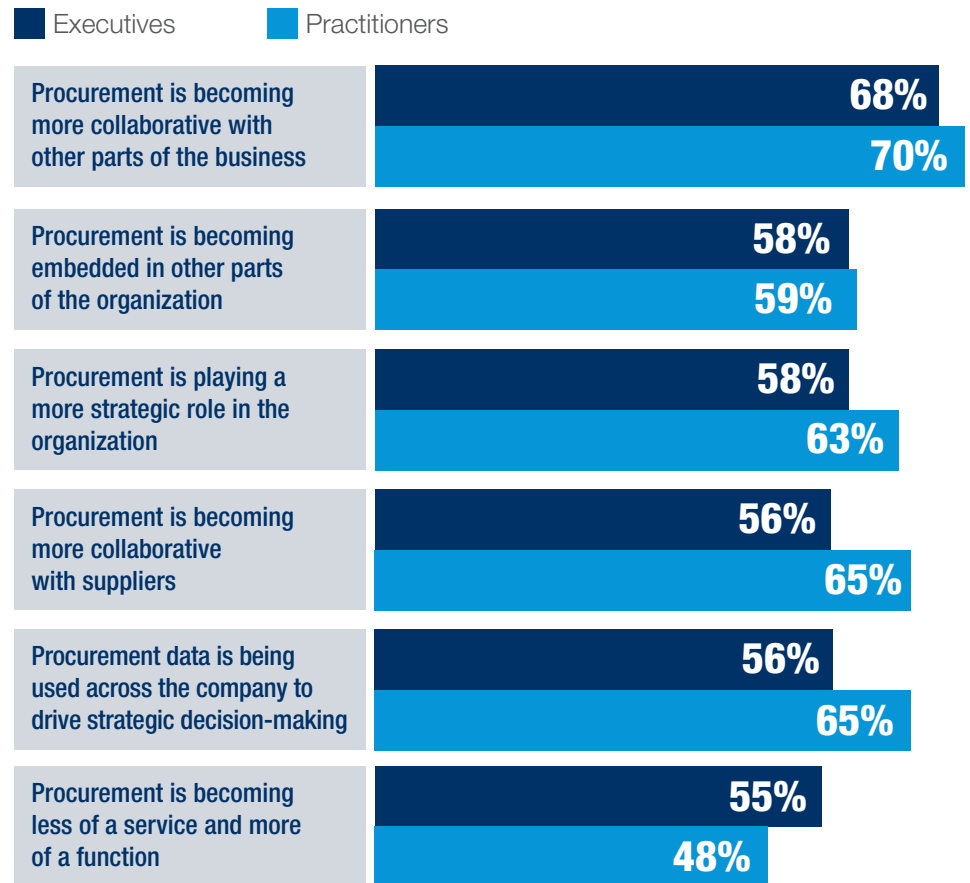 Executives
Practitioners
Procurement is becoming
more collaborative with
other parts of the business
68%
70%
Procurement is becoming
embedded in other parts
of the organization
58%
59%
Procurement is playing a
more strategic role in the
organization
58%
63%
Procurement is becoming
more collaborative
with suppliers
56%
65%
Procurement data is being
used across the company to
drive strategic decision-making
56%
65%
Procurement is becoming
less of a service and more
of a function
55%
48%